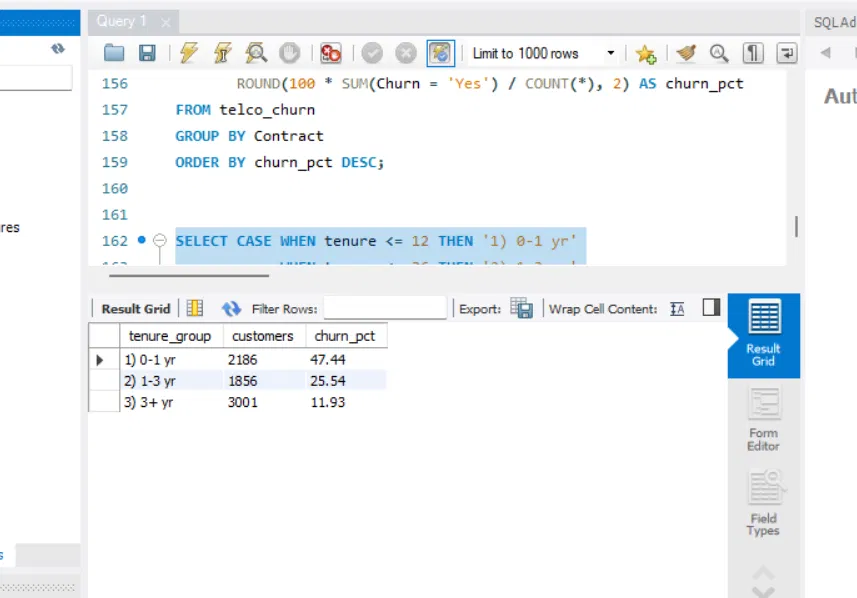 Query 1
SQLAd
Limit to 1000 rows
Aut
156 ROUND(100 * SUM(Churn = 'Yes') / COUNT(*), 2) AS churn_pct
157 FROM telco_churn
158 GROUP BY Contract
159 ORDER BY churn_pct DESC;
160
161
res
162 SELECT CASE WHEN tenure <= 12 THEN '1) 0-1 yr'
Result Grid
Filter Rows:
Export:
Wrap Cell Content:
tenure_group customers churn_pct
1) 0-1 yr 2186 47.44
2) 1-3 yr 1856 25.54
3) 3+ yr 3001 11.93
Result
Grid
Form
Editor
Field
Types
s